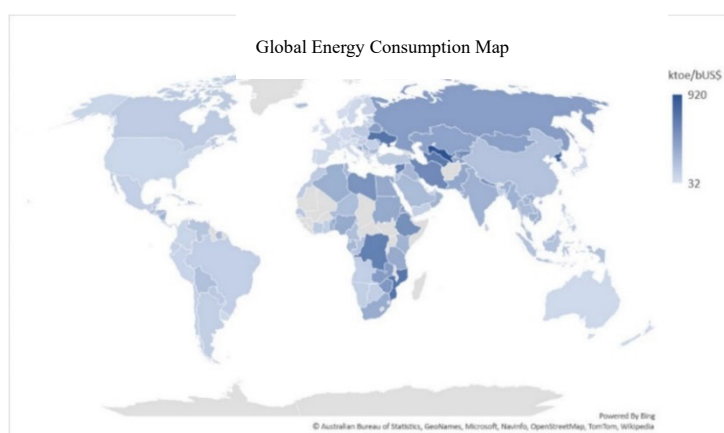 Global Energy Consumption Map
ktoe/bUS$
920
32
Powered By Bing
© Australian Bureau of Statistics, GeoNames, Microsoft, Navinfo, OpenStreetMap, TomTom, Wikipedia